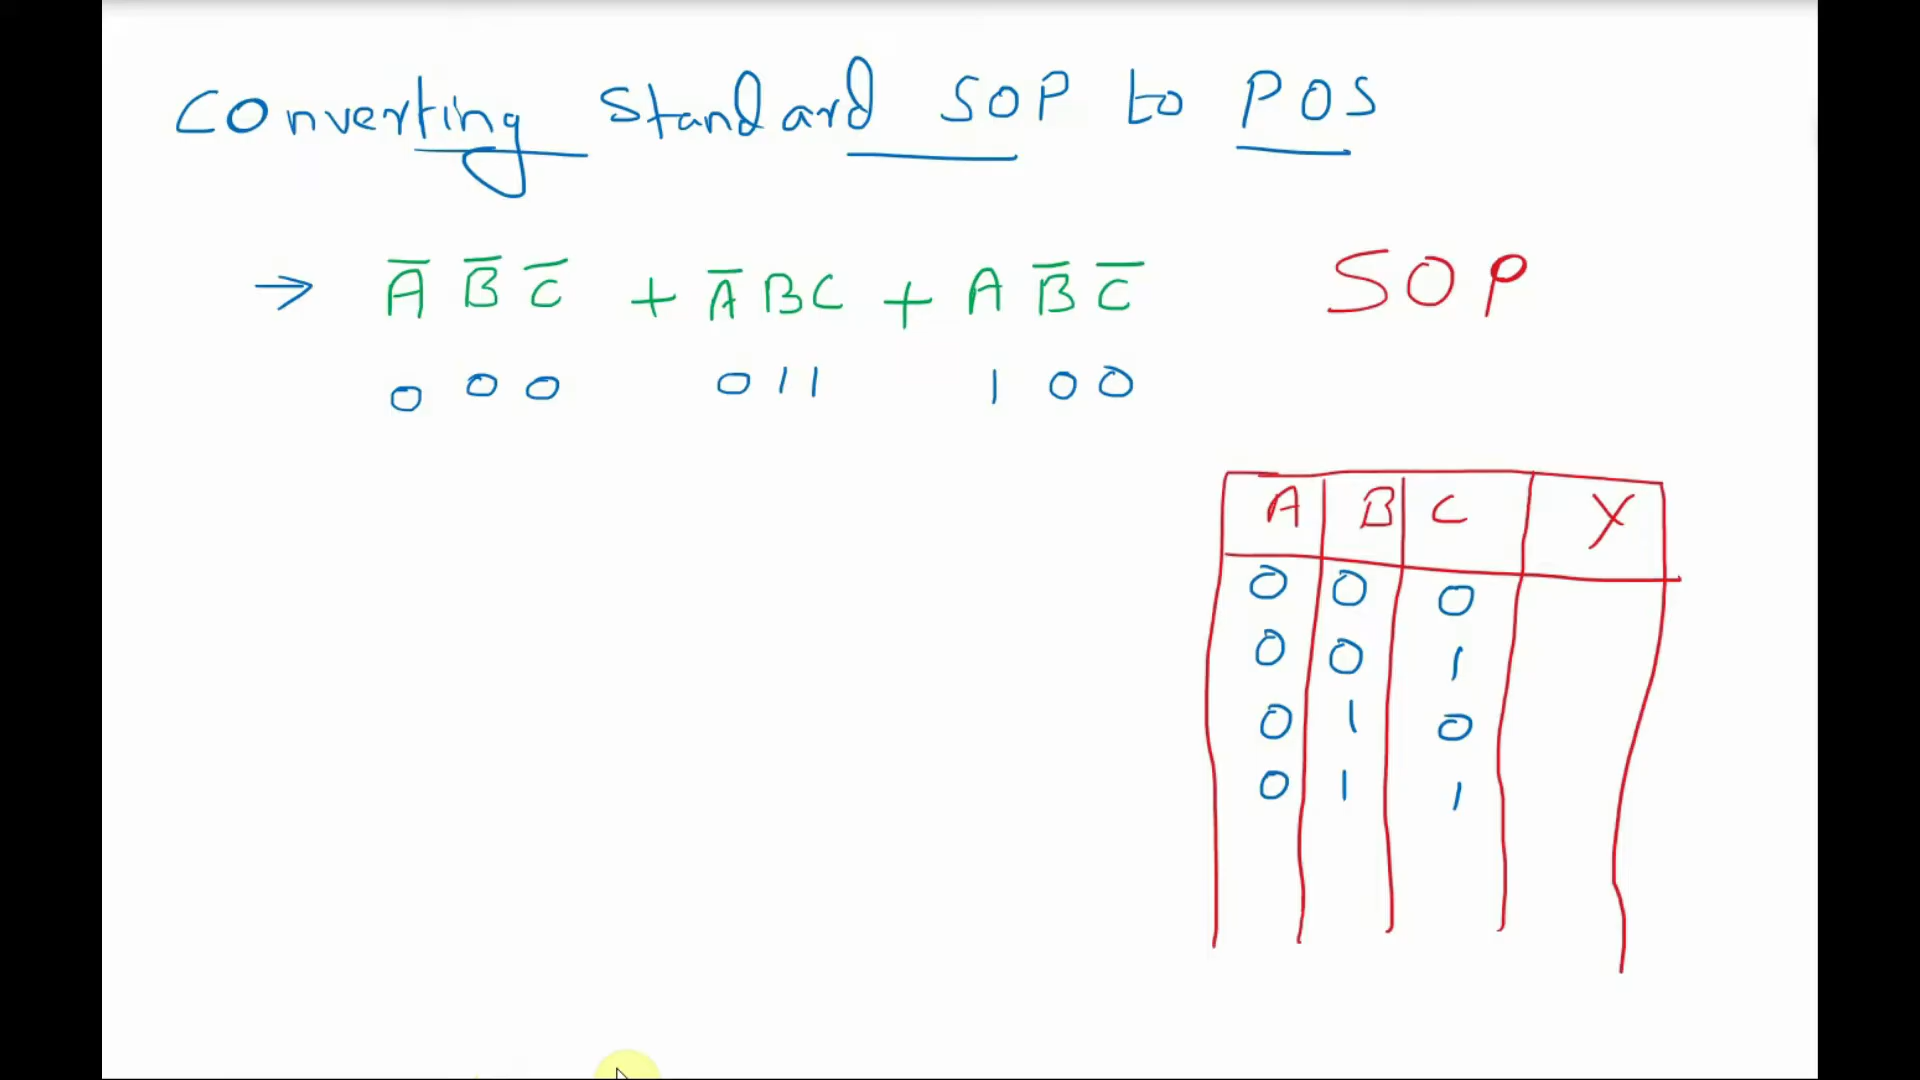 Converting Standard SOP to POS
→ A̅ B̅ C̅ + A̅ B C + A B̅ C̅ SOP
0 0 0 0 1 1 1 0 0
A B C Y
0 0 0
0 0 1
0 1 0
0 1 1